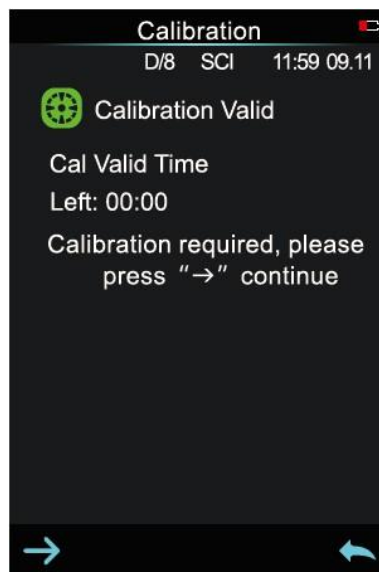 Calibration
D/8 SCI 11:59 09.11
Calibration Valid
Cal Valid Time
Left: 00:00
Calibration required, please
press "→" continue